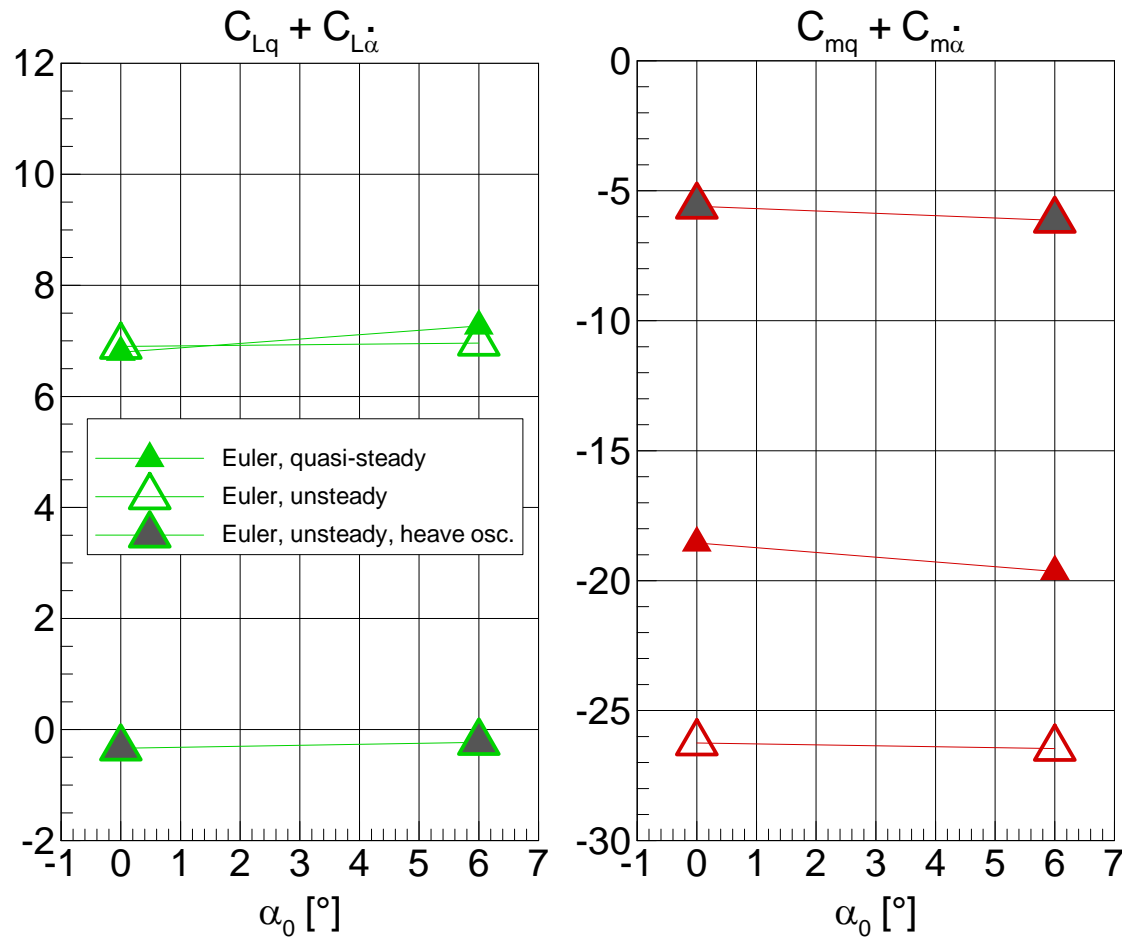 C_Lq + C_Lα̇
12
10
8
6
4
2
0
-2
-1 0 1 2 3 4 5 6 7
α_0 [°]
Euler, quasi-steady
Euler, unsteady
Euler, unsteady, heave osc.
C_mq + C_mα̇
0
-5
-10
-15
-20
-25
-30
-1 0 1 2 3 4 5 6 7
α_0 [°]